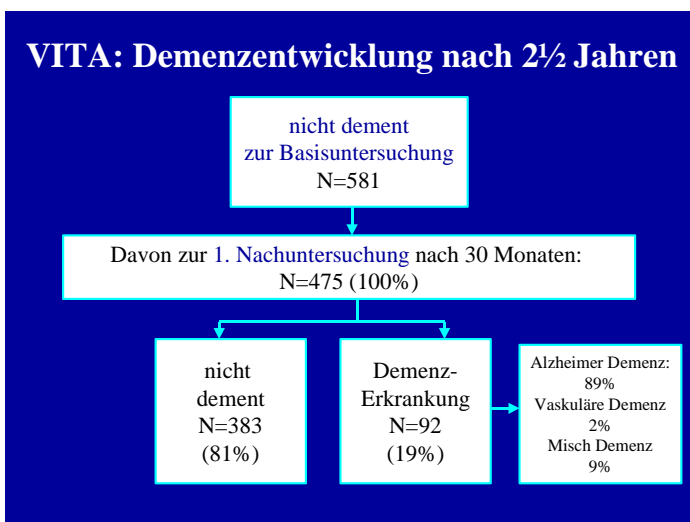 VITA: Demenzentwicklung nach 2½ Jahren
nicht dement
zur Basisuntersuchung
N=581
Davon zur 1. Nachuntersuchung nach 30 Monaten:
N=475 (100%)
nicht
dement
N=383
(81%)
Demenz-
Erkrankung
N=92
(19%)
Alzheimer Demenz:
89%
Vaskuläre Demenz
2%
Misch Demenz
9%